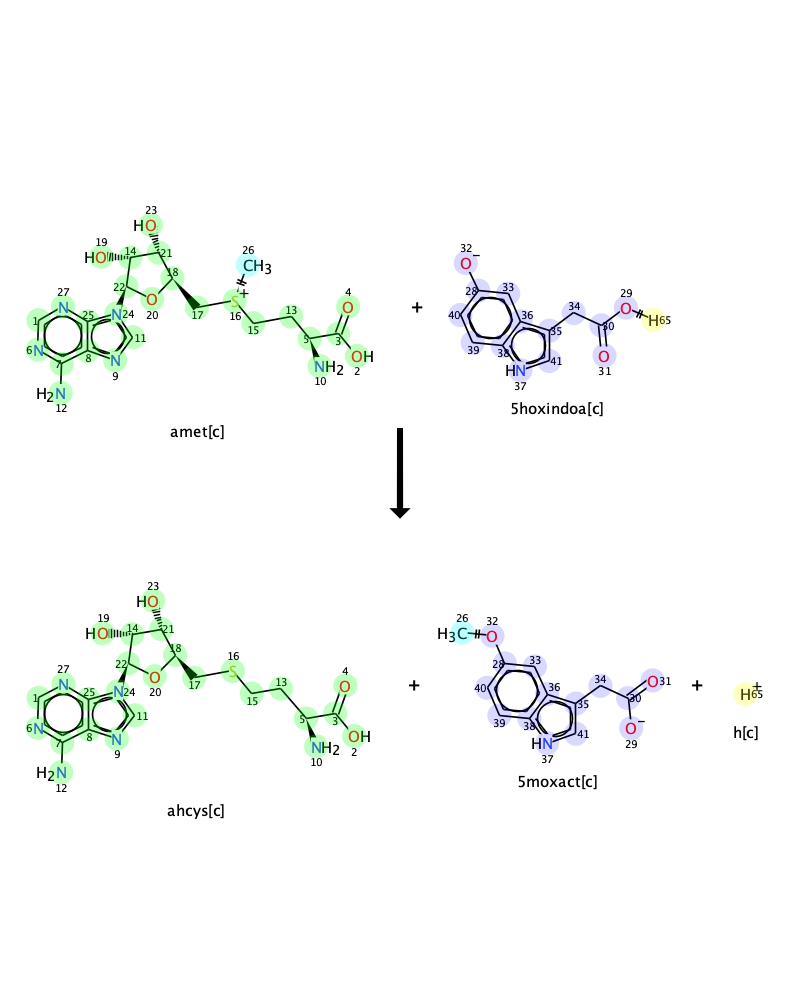 23
HO
19
HO
14
21
26
CH3
+
18
22
O
20
17
S
16
15
13
4
O
3
OH
2
5
NH2
10
27
N
1
25
N
24
11
N
6
8
7
N
9
H2N
12
amet[c]
+
32
O−
28
33
40
39
36
38
35
41
HN
37
34
30
O
29
H65
O
31
5hoxindoa[c]
23
HO
19
HO
14
21
18
22
O
20
17
16
S
15
13
4
O
3
OH
2
5
NH2
10
27
N
1
25
N
24
11
N
6
8
7
N
9
H2N
12
ahcys[c]
+
26
H3C
32
O
28
33
40
39
36
38
35
41
HN
37
34
30
O31
O−
29
5moxact[c]
+
H65
+
h[c]